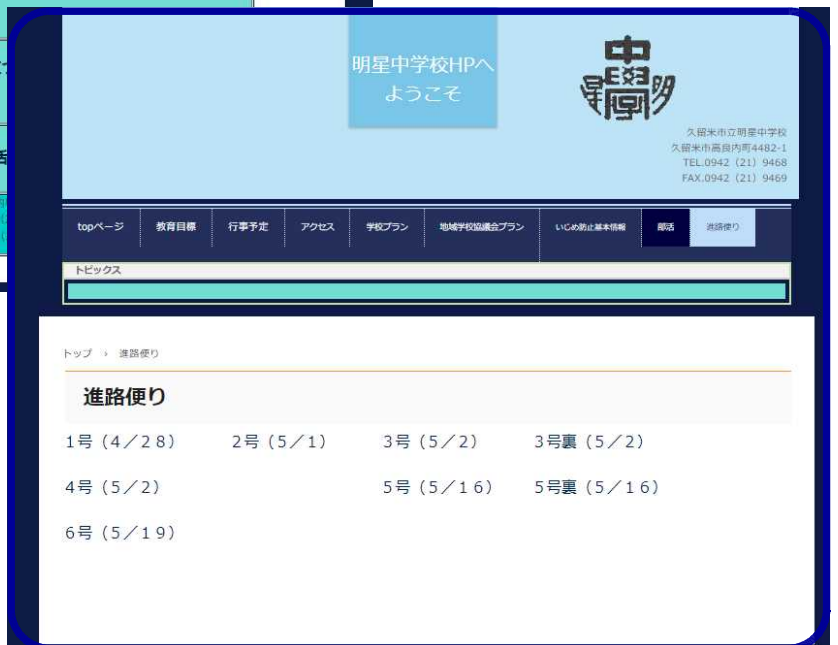 明星中学校HPへ
ようこそ
久留米市立明星中学校
久留米市高良内町4482-1
TEL.0942（21）9468
FAX.0942（21）9469
topページ 教育目標 行事予定 アクセス 学校プラン 地域学校協議会プラン いじめ防止基本情報 部活 進路便り
トピックス
トップ › 進路便り
進路便り
1号（4／28） 2号（5／1） 3号（5／2） 3号裏（5／2）
4号（5／2） 5号（5／16） 5号裏（5／16）
6号（5／19）